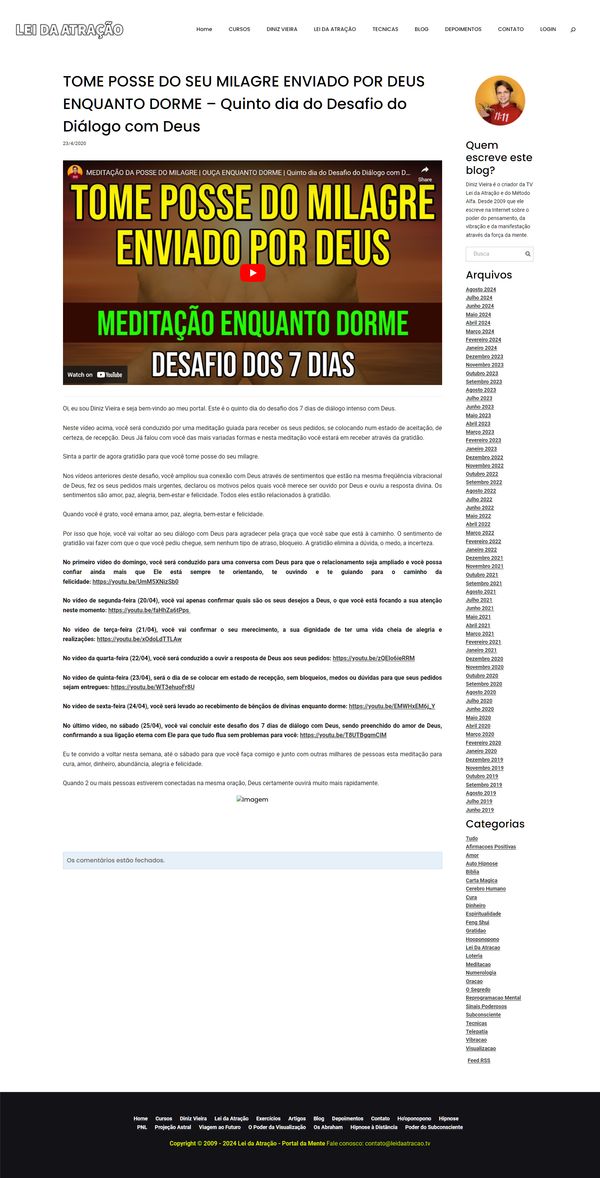 LEI DA ATRAÇÃO
Home CURSOS DINIZ VIEIRA LEI DA ATRAÇÃO TECNICAS BLOG DEPOIMENTOS CONTATO LOGIN
TOME POSSE DO SEU MILAGRE ENVIADO POR DEUS
ENQUANTO DORME – Quinto dia do Desafio do
Diálogo com Deus
23/4/2020
MEDITAÇÃO DA POSSE DO MILAGRE | OUÇA ENQUANTO DORME | Quinto dia do Desafio do Diálogo com D...
Share
TOME POSSE DO MILAGRE
ENVIADO POR DEUS
MEDITAÇÃO ENQUANTO DORME
DESAFIO DOS 7 DIAS
Watch on YouTube
Oi, eu sou Diniz Vieira e seja bem-vindo ao meu portal. Este é o quinto dia do desafio dos 7 dias de diálogo intenso com Deus.
Neste vídeo acima, você será conduzido por uma meditação guiada para receber os seus pedidos, se colocando num estado de aceitação, de
certeza, de recepção. Deus Já falou com você das mais variadas formas e nesta meditação você estará em receber através da gratidão.
Sinta a partir de agora gratidão para que você tome posse do seu milagre.
Nos vídeos anteriores deste desafio, você ampliou sua conexão com Deus através de sentimentos que estão na mesma freqüência vibracional
de Deus, fez os seus pedidos mais urgentes, declarou os motivos pelos quais você merece ser ouvido por Deus e ouviu a resposta divina. Os
sentimentos são amor, paz, alegria, bem-estar e felicidade. Todos eles estão relacionados à gratidão.
Quando você é grato, você emana amor, paz, alegria, bem-estar e felicidade.
Por isso que hoje, você vai voltar ao seu diálogo com Deus para agradecer pela graça que você sabe que está à caminho. O sentimento de
gratidão vai fazer com que o que você pediu chegue, sem nenhum tipo de atraso, bloqueio. A gratidão elimina a dúvida, o medo, a incerteza.
No primeiro vídeo do domingo, você será conduzido para uma conversa com Deus para que o relacionamento seja ampliado e você possa
confiar ainda mais que Ele está sempre te orientando, te ouvindo e te guiando para o caminho da
felicidade: https://youtu.be/UmM5XNizSb0
No vídeo de segunda-feira (20/04), você vai apenas confirmar quais são os seus desejos a Deus, o que você está focando a sua atenção
neste momento: https://youtu.be/faHhZa6tPps
No vídeo de terça-feira (21/04), você vai confirmar o seu merecimento, a sua dignidade de ter uma vida cheia de alegria e
realizações: https://youtu.be/xOdoLdTTLAw
No vídeo da quarta-feira (22/04), você será conduzido a ouvir a resposta de Deus aos seus pedidos: https://youtu.be/zQEIo6ieRRM
No vídeo de quinta-feira (23/04), será o dia de se colocar em estado de recepção, sem bloqueios, medos ou dúvidas para que seus pedidos
sejam entregues: https://youtu.be/WT3ehuoFr8U
No vídeo de sexta-feira (24/04), você será levado ao recebimento de bênçãos de divinas enquanto dorme: https://youtu.be/EMWHxEM6j_Y
No último vídeo, no sábado (25/04), você vai concluir este desafio dos 7 dias de diálogo com Deus, sendo preenchido do amor de Deus,
confirmando a sua ligação eterna com Ele para que tudo flua sem problemas para você: https://youtu.be/T8UTBgqmCIM
Eu te convido a voltar nesta semana, até o sábado para que você faça comigo e junto com outras milhares de pessoas esta meditação para
cura, amor, dinheiro, abundância, alegria e felicidade.
Quando 2 ou mais pessoas estiverem conectadas na mesma oração, Deus certamente ouvirá muito mais rapidamente.
Imagem
Os comentários estão fechados.
11:11
Quem
escreve este
blog?
Diniz Vieira é o criador da TV
Lei da Atração e do Método
Alfa. Desde 2009 que ele
escreve na Internet sobre o
poder do pensamento, da
vibração e da manifestação
através da força da mente.
Busca
Arquivos
Agosto 2024
Julho 2024
Junho 2024
Maio 2024
Abril 2024
Março 2024
Fevereiro 2024
Janeiro 2024
Dezembro 2023
Novembro 2023
Outubro 2023
Setembro 2023
Agosto 2023
Julho 2023
Junho 2023
Maio 2023
Abril 2023
Março 2023
Fevereiro 2023
Janeiro 2023
Dezembro 2022
Novembro 2022
Outubro 2022
Setembro 2022
Agosto 2022
Julho 2022
Junho 2022
Maio 2022
Abril 2022
Março 2022
Fevereiro 2022
Janeiro 2022
Dezembro 2021
Novembro 2021
Outubro 2021
Setembro 2021
Agosto 2021
Julho 2021
Junho 2021
Maio 2021
Abril 2021
Março 2021
Fevereiro 2021
Janeiro 2021
Dezembro 2020
Novembro 2020
Outubro 2020
Setembro 2020
Agosto 2020
Julho 2020
Junho 2020
Maio 2020
Abril 2020
Março 2020
Fevereiro 2020
Janeiro 2020
Dezembro 2019
Novembro 2019
Outubro 2019
Setembro 2019
Agosto 2019
Julho 2019
Junho 2019
Categorias
Tudo
Afirmacoes Positivas
Amor
Auto Hipnose
Biblia
Carta Magica
Cerebro Humano
Cura
Dinheiro
Espiritualidade
Feng Shui
Gratidao
Hooponopono
Lei Da Atracao
Loteria
Meditacao
Numerologia
Oracao
O Segredo
Reprogramacao Mental
Sinais Poderosos
Subconsciente
Tecnicas
Telepatia
Vibracao
Visualizacao
Feed RSS
Home Cursos Diniz Vieira Lei da Atração Exercícios Artigos Blog Depoimentos Contato Ho'oponopono Hipnose
PNL Projeção Astral Viagem ao Futuro O Poder da Visualização Os Abraham Hipnose à Distância Poder do Subconsciente
Copyright © 2009 - 2024 Lei da Atração - Portal da Mente Fale conosco: contato@leidaatracao.tv